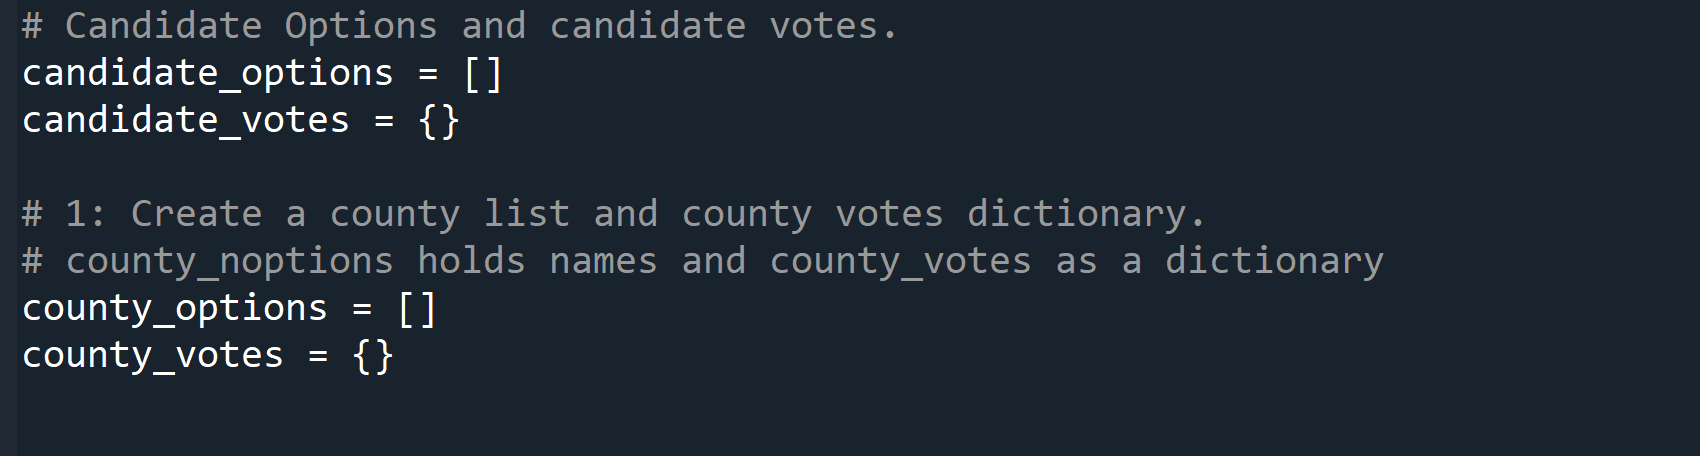 # Candidate Options and candidate votes.
candidate_options = []
candidate_votes = {}
# 1: Create a county list and county votes dictionary.
# county_noptions holds names and county_votes as a dictionary
county_options = []
county_votes = {}